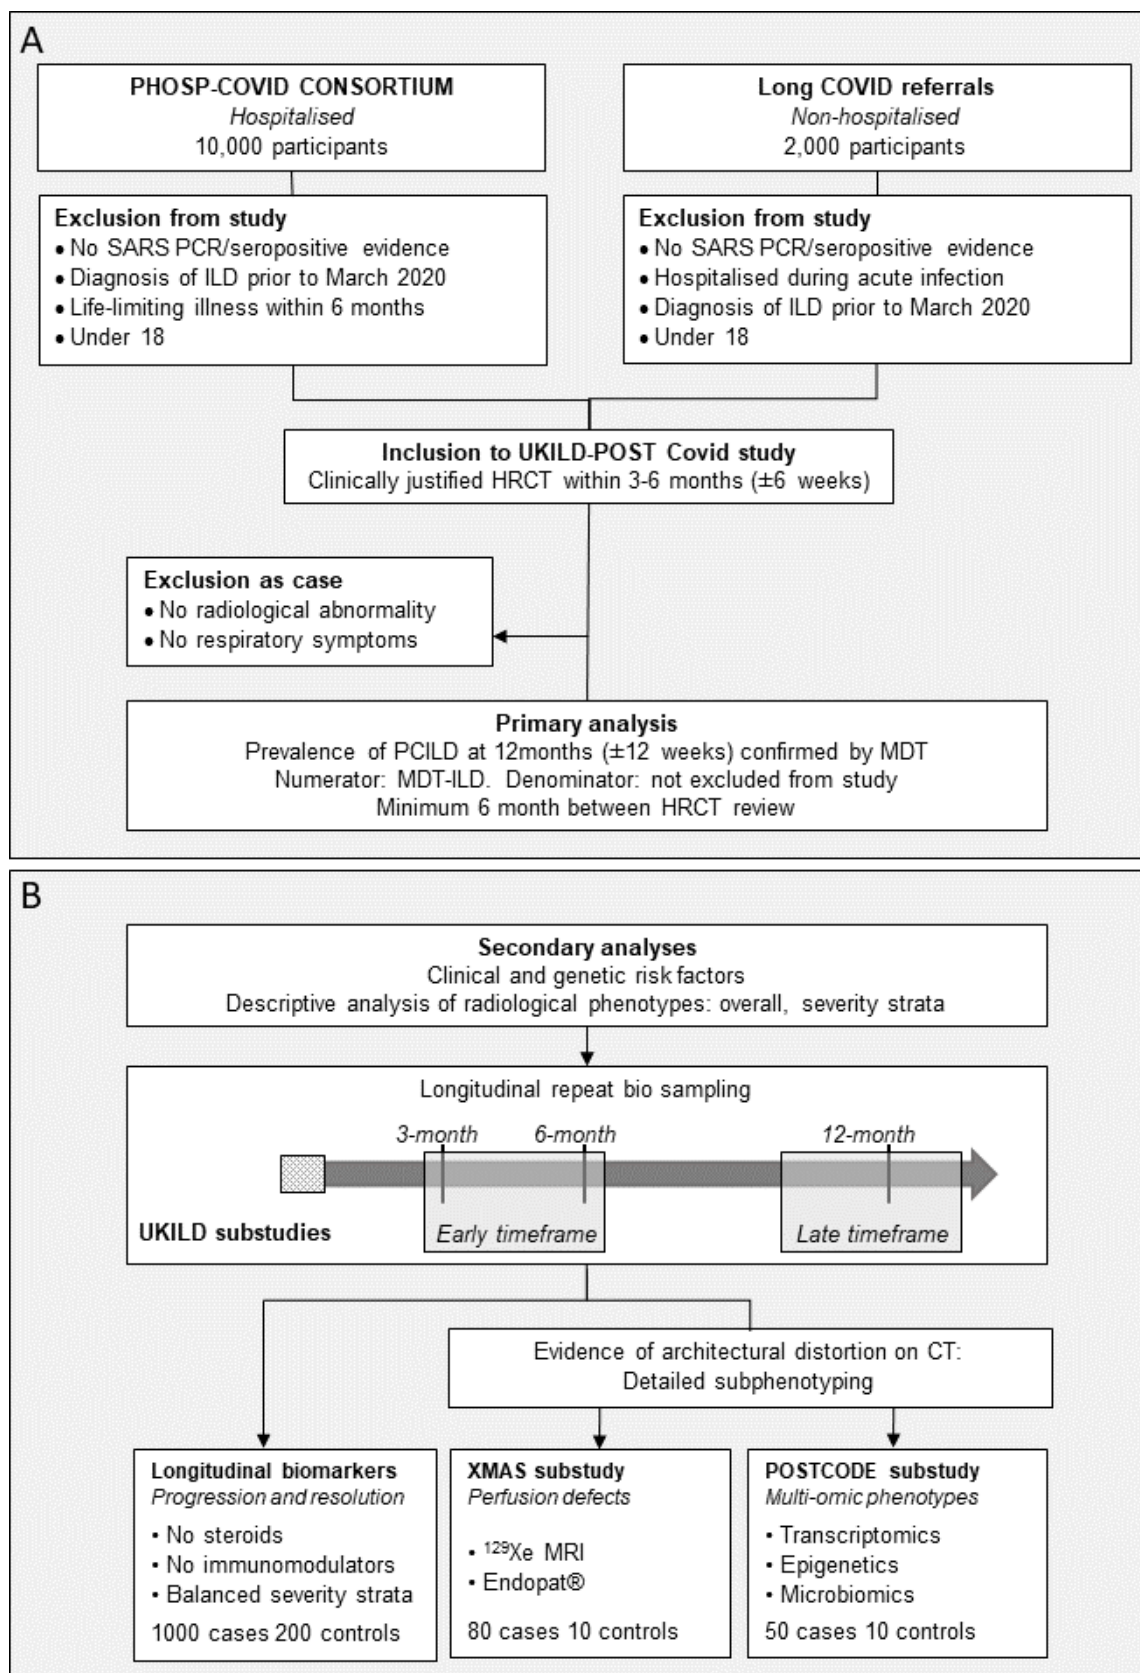 A
PHOSP-COVID CONSORTIUM
Hospitalised
10,000 participants
Long COVID referrals
Non-hospitalised
2,000 participants
Exclusion from study
• No SARS PCR/seropositive evidence
• Diagnosis of ILD prior to March 2020
• Life-limiting illness within 6 months
• Under 18
Exclusion from study
• No SARS PCR/seropositive evidence
• Hospitalised during acute infection
• Diagnosis of ILD prior to March 2020
• Under 18
Inclusion to UKILD-POST Covid study
Clinically justified HRCT within 3-6 months (±6 weeks)
Exclusion as case
• No radiological abnormality
• No respiratory symptoms
Primary analysis
Prevalence of PCILD at 12months (±12 weeks) confirmed by MDT
Numerator: MDT-ILD. Denominator: not excluded from study
Minimum 6 month between HRCT review
B
Secondary analyses
Clinical and genetic risk factors
Descriptive analysis of radiological phenotypes: overall, severity strata
Longitudinal repeat bio sampling
3-month 6-month 12-month
UKILD substudies Early timeframe Late timeframe
Evidence of architectural distortion on CT:
Detailed subphenotyping
Longitudinal biomarkers
Progression and resolution
• No steroids
• No immunomodulators
• Balanced severity strata
1000 cases 200 controls
XMAS substudy
Perfusion defects
• ¹²⁹Xe MRI
• Endopat®
80 cases 10 controls
POSTCODE substudy
Multi-omic phenotypes
• Transcriptomics
• Epigenetics
• Microbiomics
50 cases 10 controls